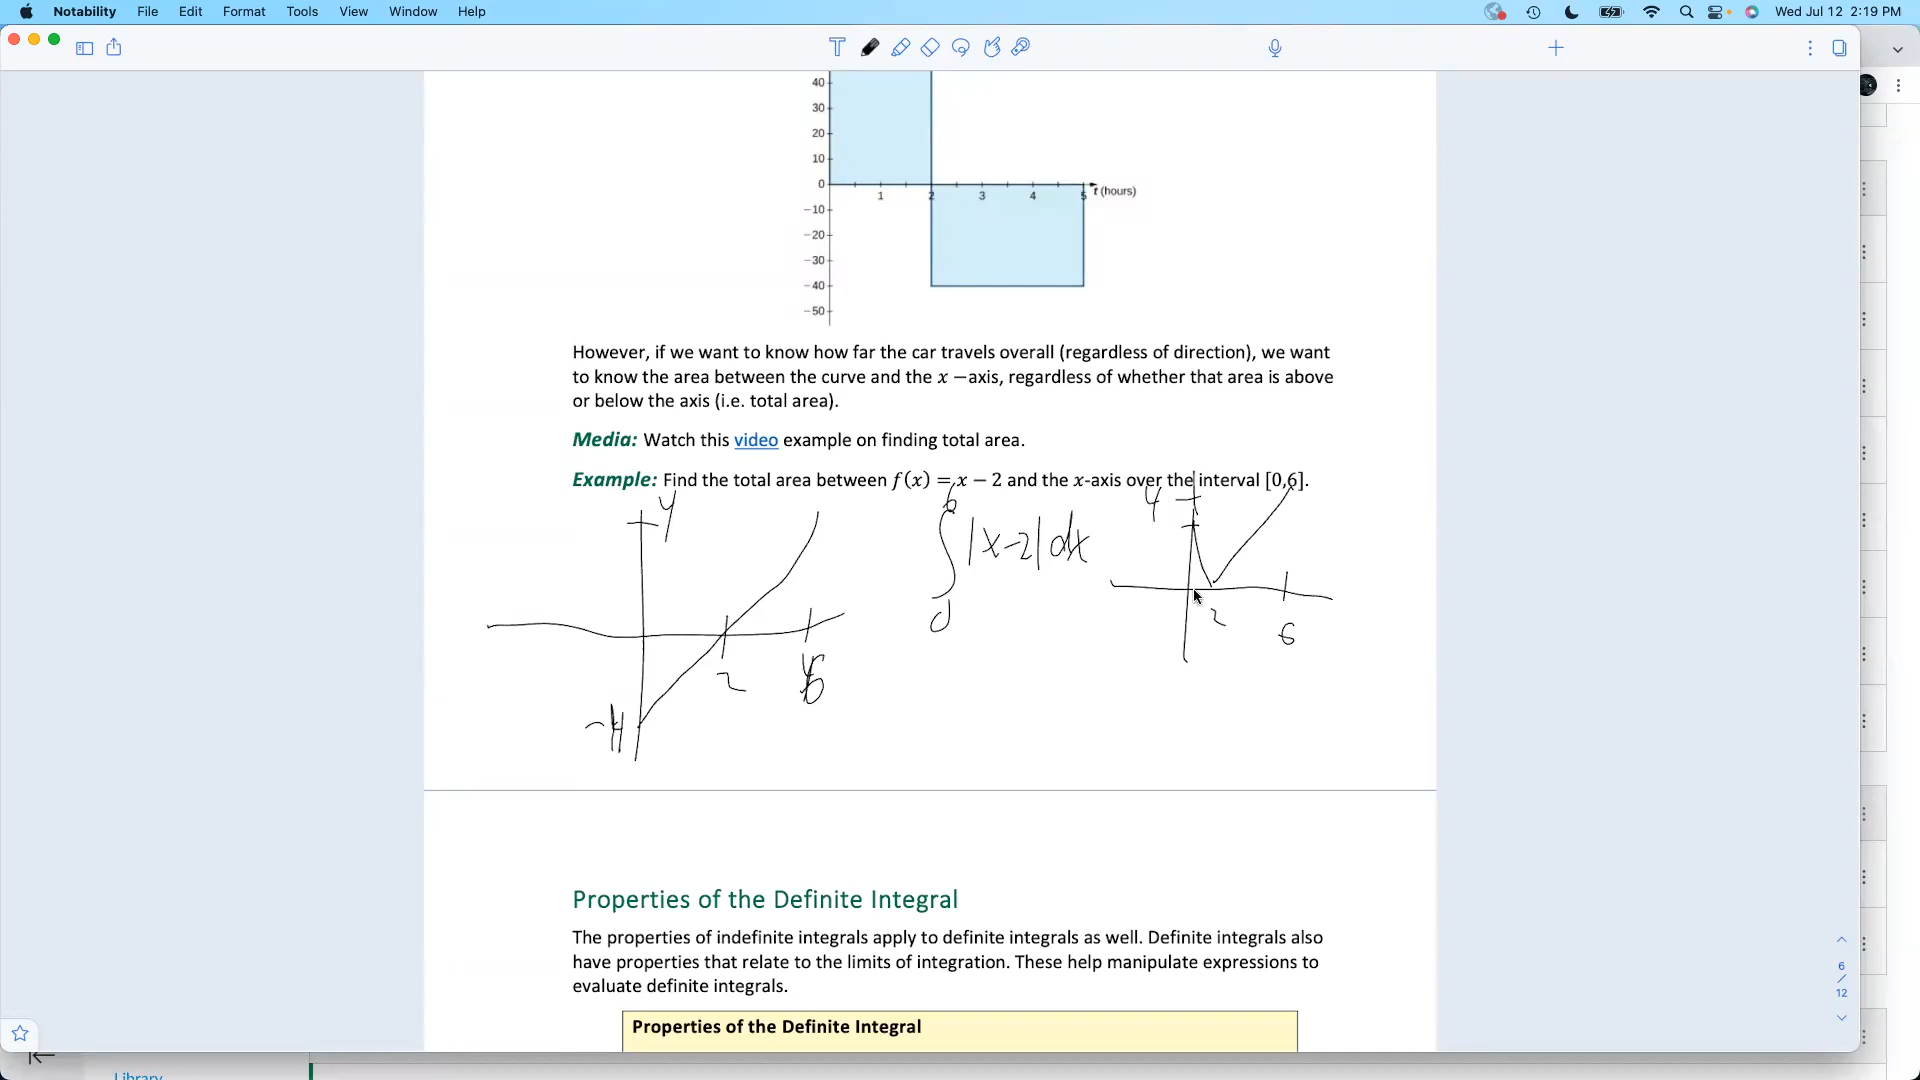 Notability File Edit Format Tools View Window Help Wed Jul 12 2:19 PM
40
30
20
10
0
1 2 3 4 5 t (hours)
−10
−20
−30
−40
−50
However, if we want to know how far the car travels overall (regardless of direction), we want
to know the area between the curve and the x −axis, regardless of whether that area is above
or below the axis (i.e. total area).
Media: Watch this video example on finding total area.
Example: Find the total area between f(x) = x − 2 and the x-axis over the interval [0,6].
y
2
6
∫ |x-2| dx
6
0
4
2
6
Properties of the Definite Integral
The properties of indefinite integrals apply to definite integrals as well. Definite integrals also
have properties that relate to the limits of integration. These help manipulate expressions to
evaluate definite integrals.
Properties of the Definite Integral
6
/
12
Library